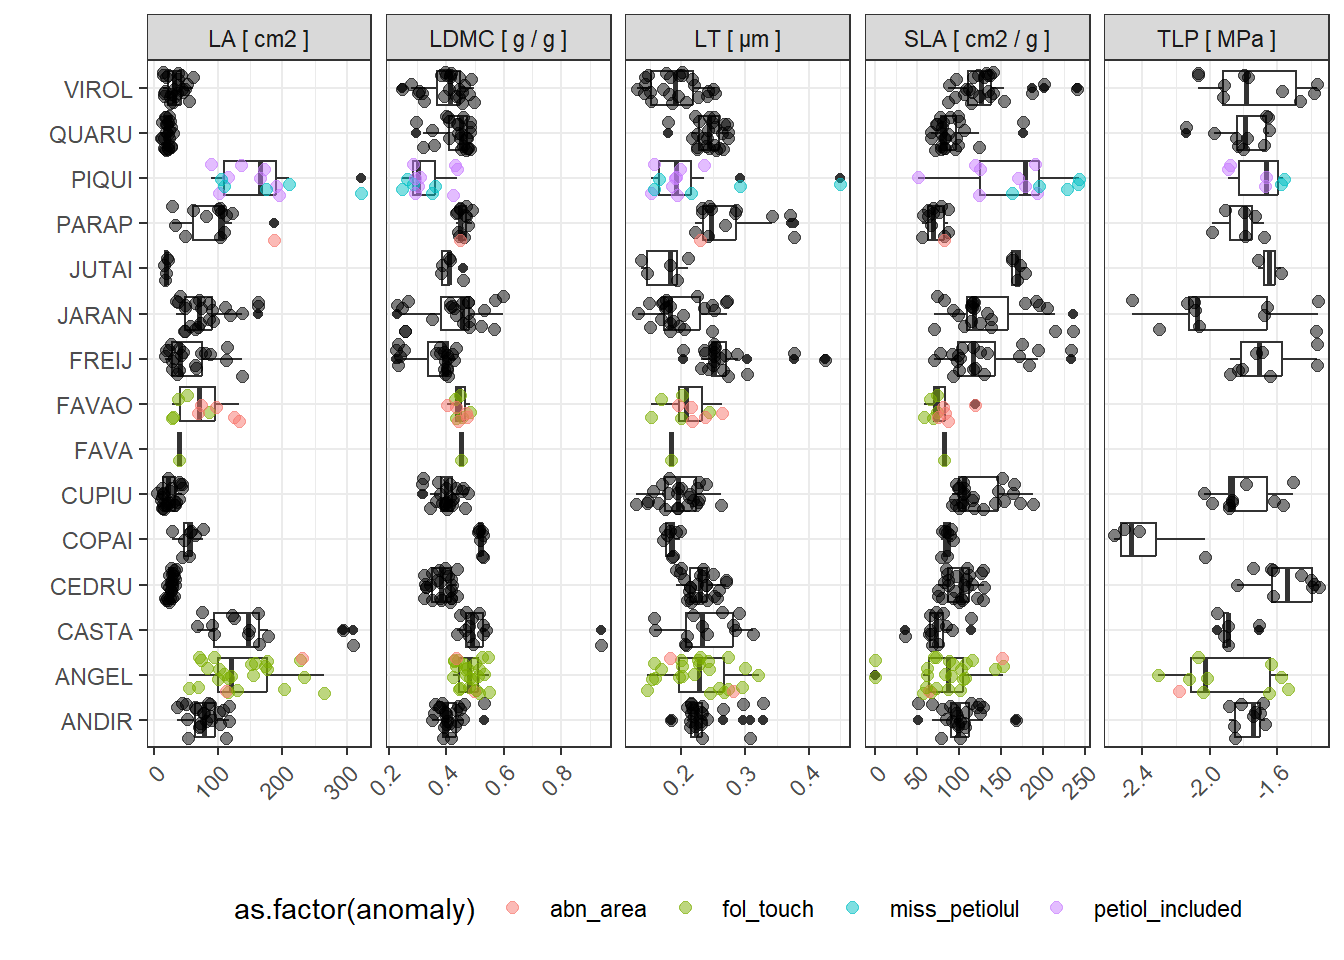 LA [ cm2 ] LDMC [ g / g ] LT [ µm ] SLA [ cm2 / g ] TLP [ MPa ]
VIROL
QUARU
PIQUI
PARAP
JUTAI
JARAN
FREIJ
FAVAO
FAVA
CUPIU
COPAI
CEDRU
CASTA
ANGEL
ANDIR
0 100 200 300 0.2 0.4 0.6 0.8 0.2 0.3 0.4 0 50 100 150 200 250 -2.4 -2.0 -1.6
as.factor(anomaly) abn_area fol_touch miss_petiolul petiol_included